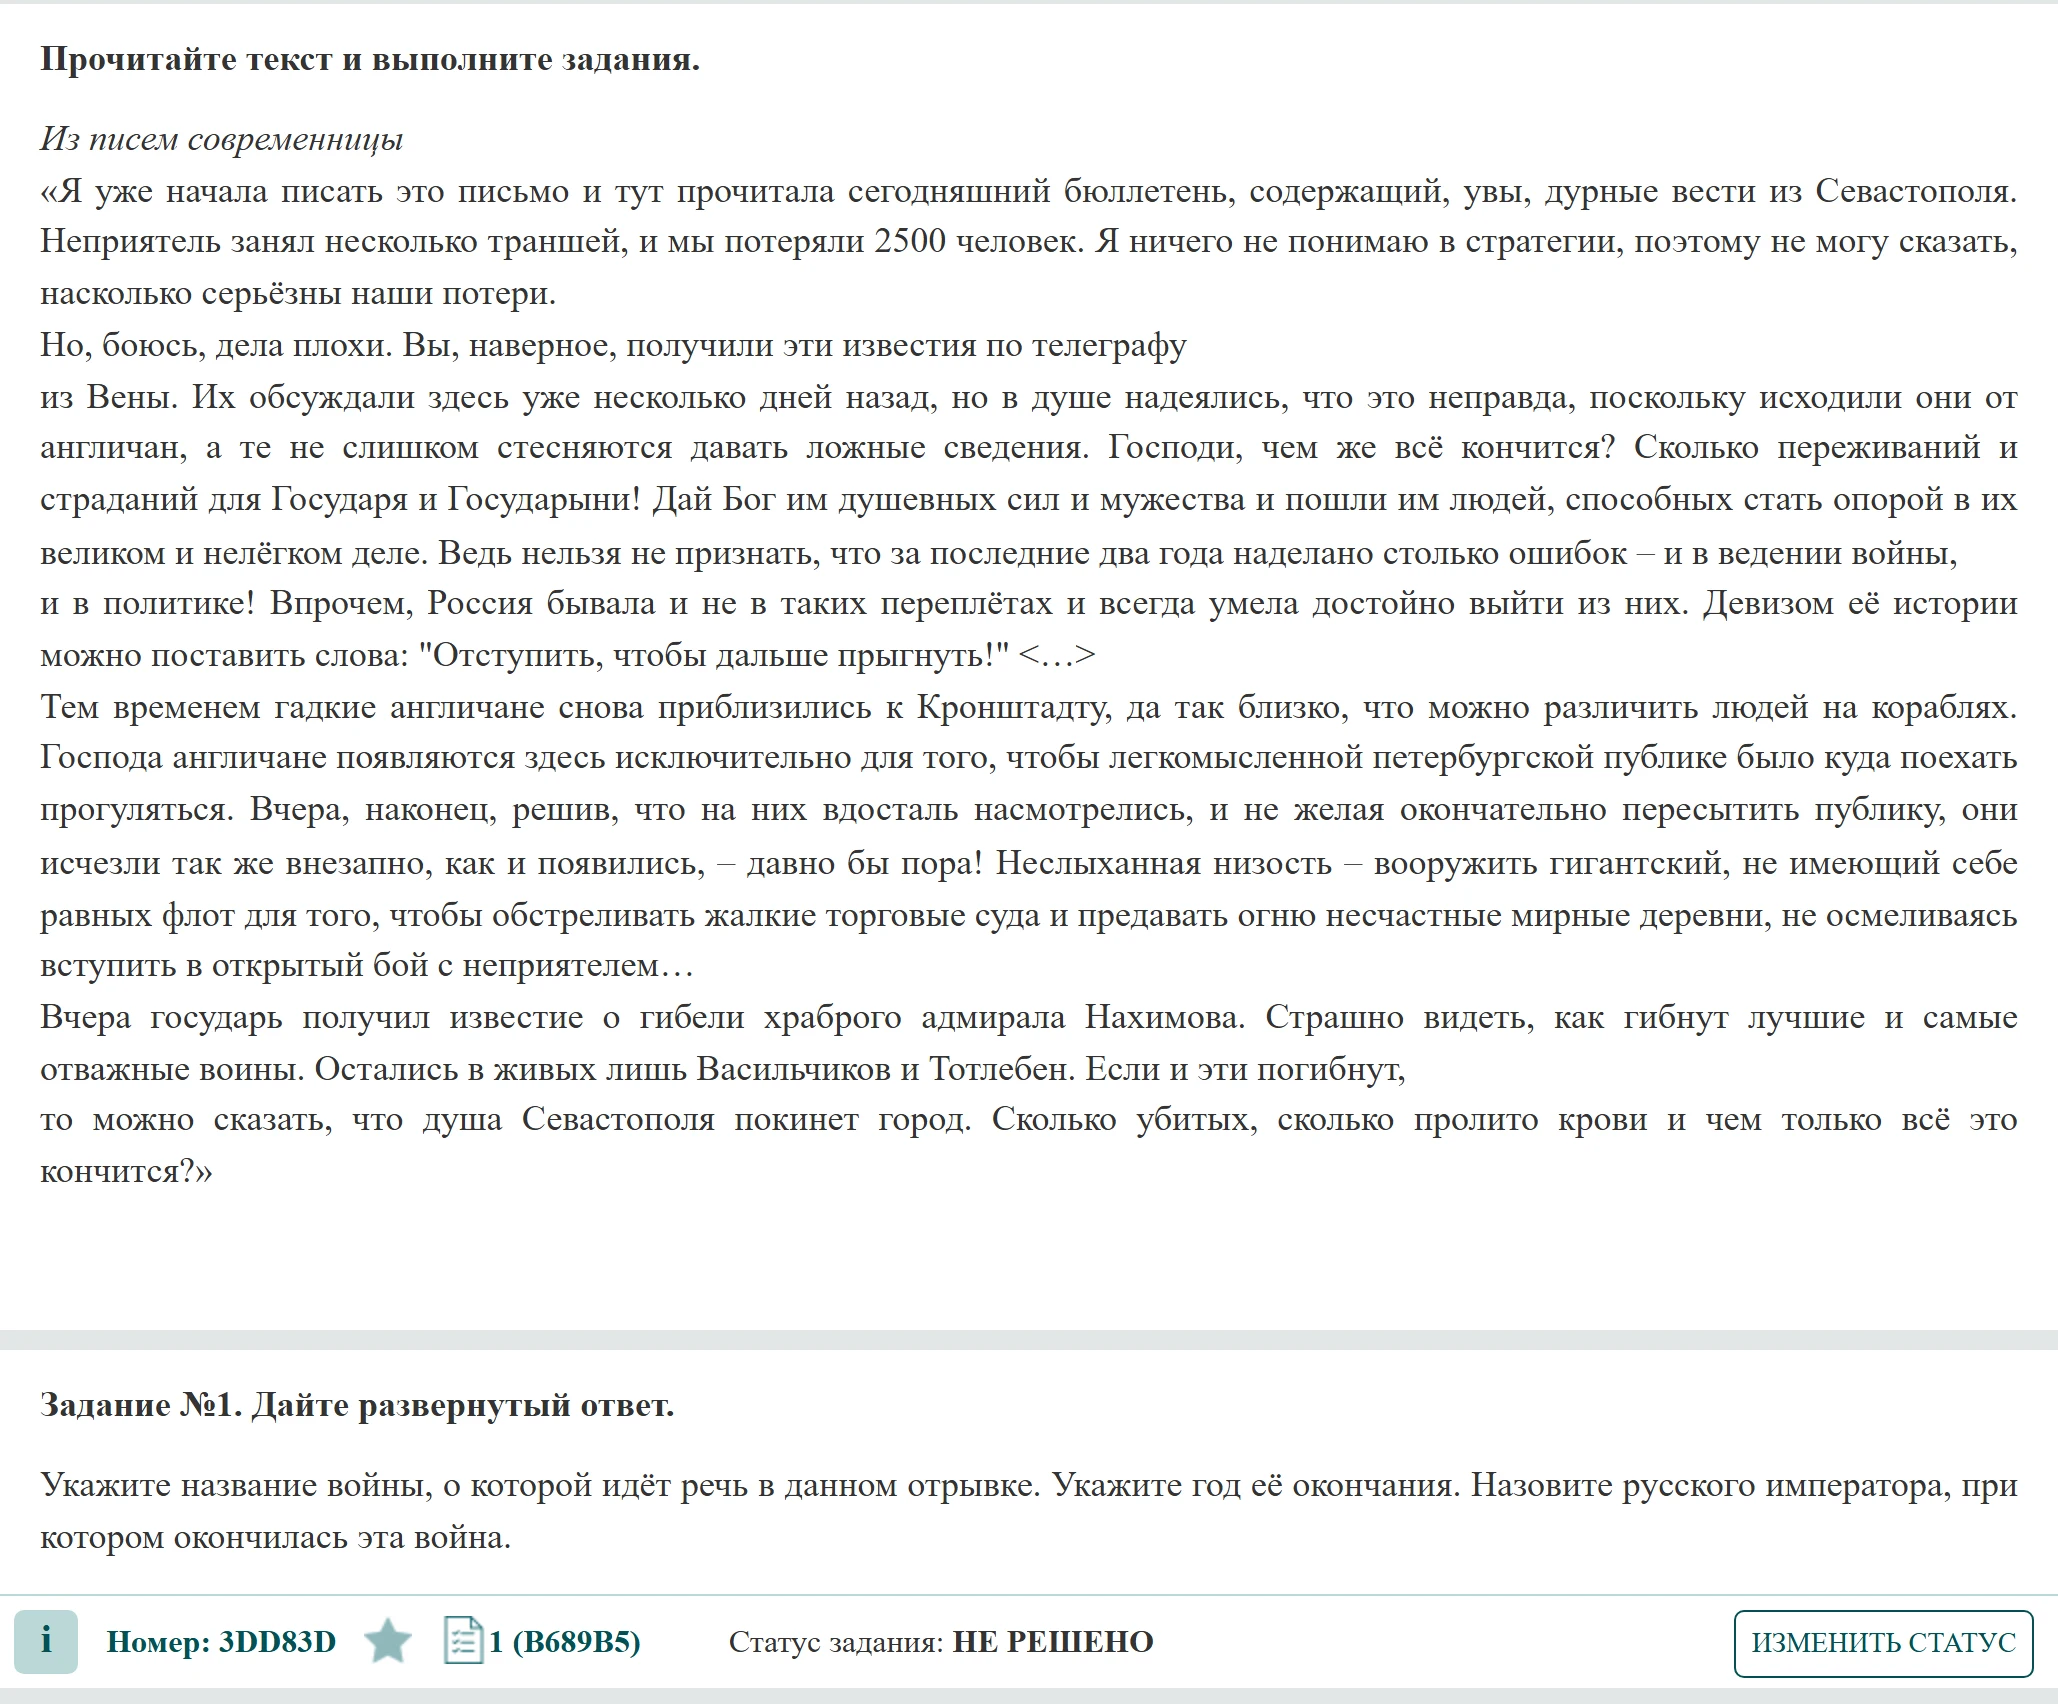 Прочитайте текст и выполните задания.
Из писем современницы
«Я уже начала писать это письмо и тут прочитала сегодняшний бюллетень, содержащий, увы, дурные вести из Севастополя.
Неприятель занял несколько траншей, и мы потеряли 2500 человек. Я ничего не понимаю в стратегии, поэтому не могу сказать,
насколько серьёзны наши потери.
Но, боюсь, дела плохи. Вы, наверное, получили эти известия по телеграфу
из Вены. Их обсуждали здесь уже несколько дней назад, но в душе надеялись, что это неправда, поскольку исходили они от
англичан, а те не слишком стесняются давать ложные сведения. Господи, чем же всё кончится? Сколько переживаний и
страданий для Государя и Государыни! Дай Бог им душевных сил и мужества и пошли им людей, способных стать опорой в их
великом и нелёгком деле. Ведь нельзя не признать, что за последние два года наделано столько ошибок – и в ведении войны,
и в политике! Впрочем, Россия бывала и не в таких переплётах и всегда умела достойно выйти из них. Девизом её истории
можно поставить слова: "Отступить, чтобы дальше прыгнуть!" <…>
Тем временем гадкие англичане снова приблизились к Кронштадту, да так близко, что можно различить людей на кораблях.
Господа англичане появляются здесь исключительно для того, чтобы легкомысленной петербургской публике было куда поехать
прогуляться. Вчера, наконец, решив, что на них вдосталь насмотрелись, и не желая окончательно пересытить публику, они
исчезли так же внезапно, как и появились, – давно бы пора! Неслыханная низость – вооружить гигантский, не имеющий себе
равных флот для того, чтобы обстреливать жалкие торговые суда и предавать огню несчастные мирные деревни, не осмеливаясь
вступить в открытый бой с неприятелем…
Вчера государь получил известие о гибели храброго адмирала Нахимова. Страшно видеть, как гибнут лучшие и самые
отважные воины. Остались в живых лишь Васильчиков и Тотлебен. Если и эти погибнут,
то можно сказать, что душа Севастополя покинет город. Сколько убитых, сколько пролито крови и чем только всё это
кончится?»
Задание №1. Дайте развернутый ответ.
Укажите название войны, о которой идёт речь в данном отрывке. Укажите год её окончания. Назовите русского императора, при
котором окончилась эта война.
i Номер: 3DD83D 1 (B689B5) Статус задания: НЕ РЕШЕНО ИЗМЕНИТЬ СТАТУС